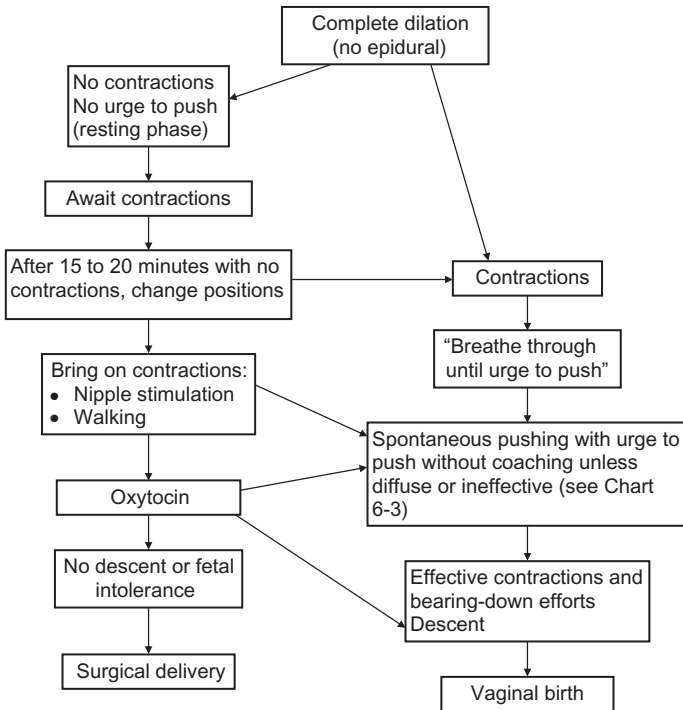 Complete dilation
(no epidural)
No contractions
No urge to push
(resting phase)
Await contractions
After 15 to 20 minutes with no
contractions, change positions
Contractions
Bring on contractions:
• Nipple stimulation
• Walking
“Breathe through
until urge to push”
Spontaneous pushing with urge to
push without coaching unless
diffuse or ineffective (see Chart
6-3)
Oxytocin
No descent or fetal
intolerance
Effective contractions and
bearing-down efforts
Descent
Surgical delivery
Vaginal birth